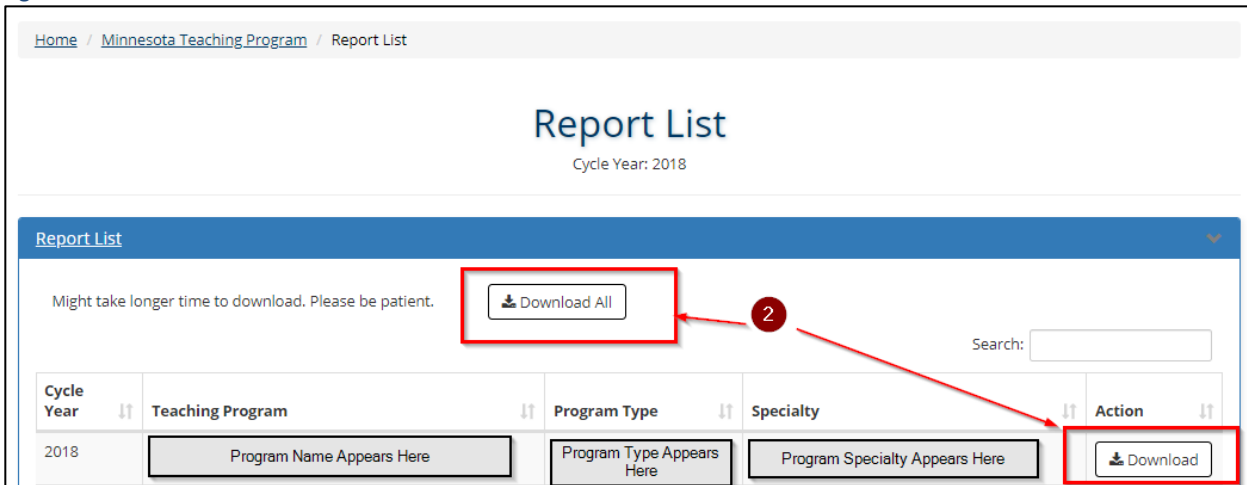 Home / Minnesota Teaching Program / Report List
Report List
Cycle Year: 2018
Report List
Might take longer time to download. Please be patient.
Download All
2
Search:
Cycle
Year
Teaching Program
Program Type
Specialty
Action
2018
Program Name Appears Here
Program Type Appears
Here
Program Specialty Appears Here
Download